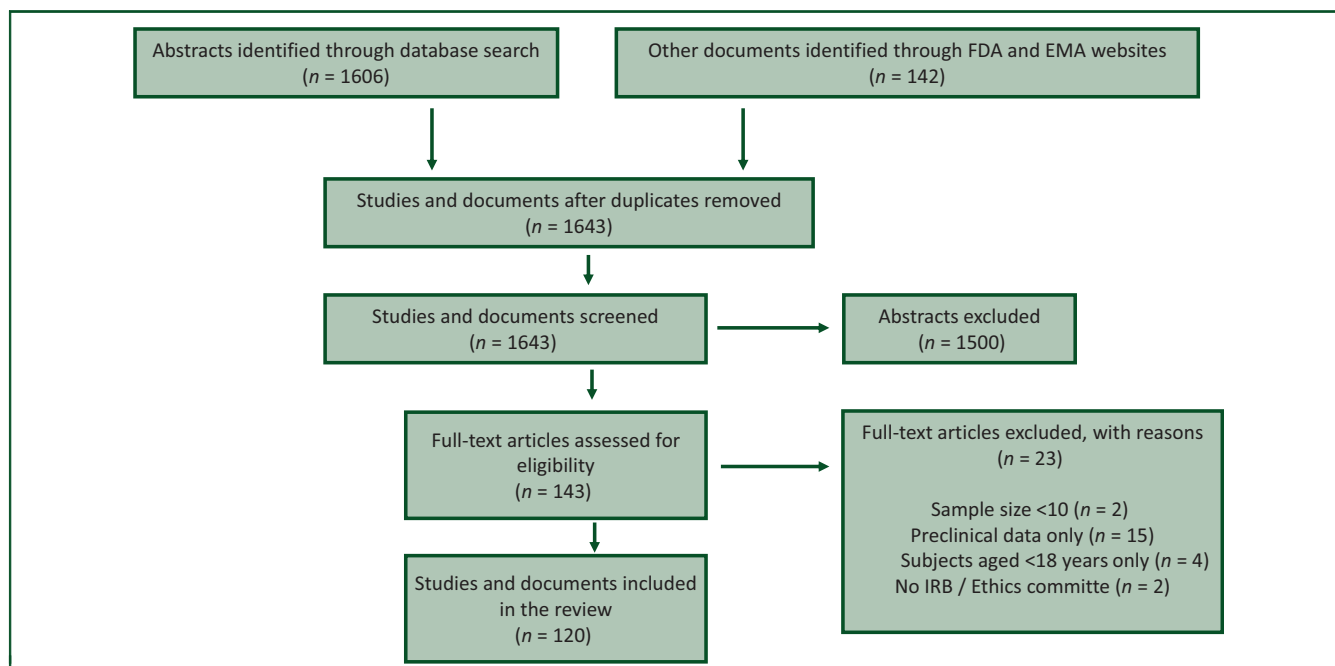 Abstracts identified through database search
(n = 1606)
Other documents identified through FDA and EMA websites
(n = 142)
Studies and documents after duplicates removed
(n = 1643)
Studies and documents screened
(n = 1643)
Abstracts excluded
(n = 1500)
Full-text articles assessed for
eligibility
(n = 143)
Full-text articles excluded, with reasons
(n = 23)
Sample size <10 (n = 2)
Preclinical data only (n = 15)
Subjects aged <18 years only (n = 4)
No IRB / Ethics committe (n = 2)
Studies and documents included
in the review
(n = 120)